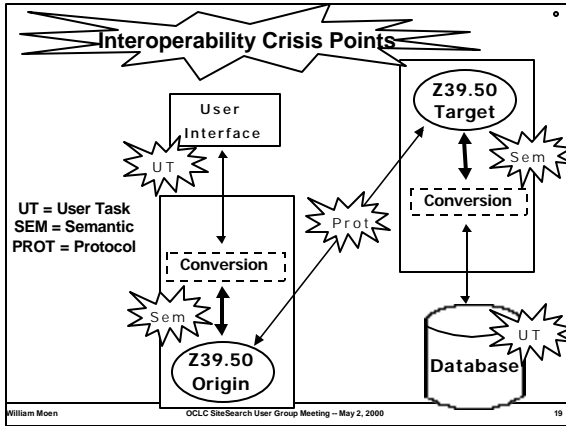 Interoperability Crisis Points
Z39.50
Target
User
Interface
UT
Sem
UT = User Task
SEM = Semantic
PROT = Protocol
Prot
Conversion
Conversion
Sem
Z39.50
Origin
UT
Database
William Moen
OCLC SiteSearch User Group Meeting -- May 2, 2000
19